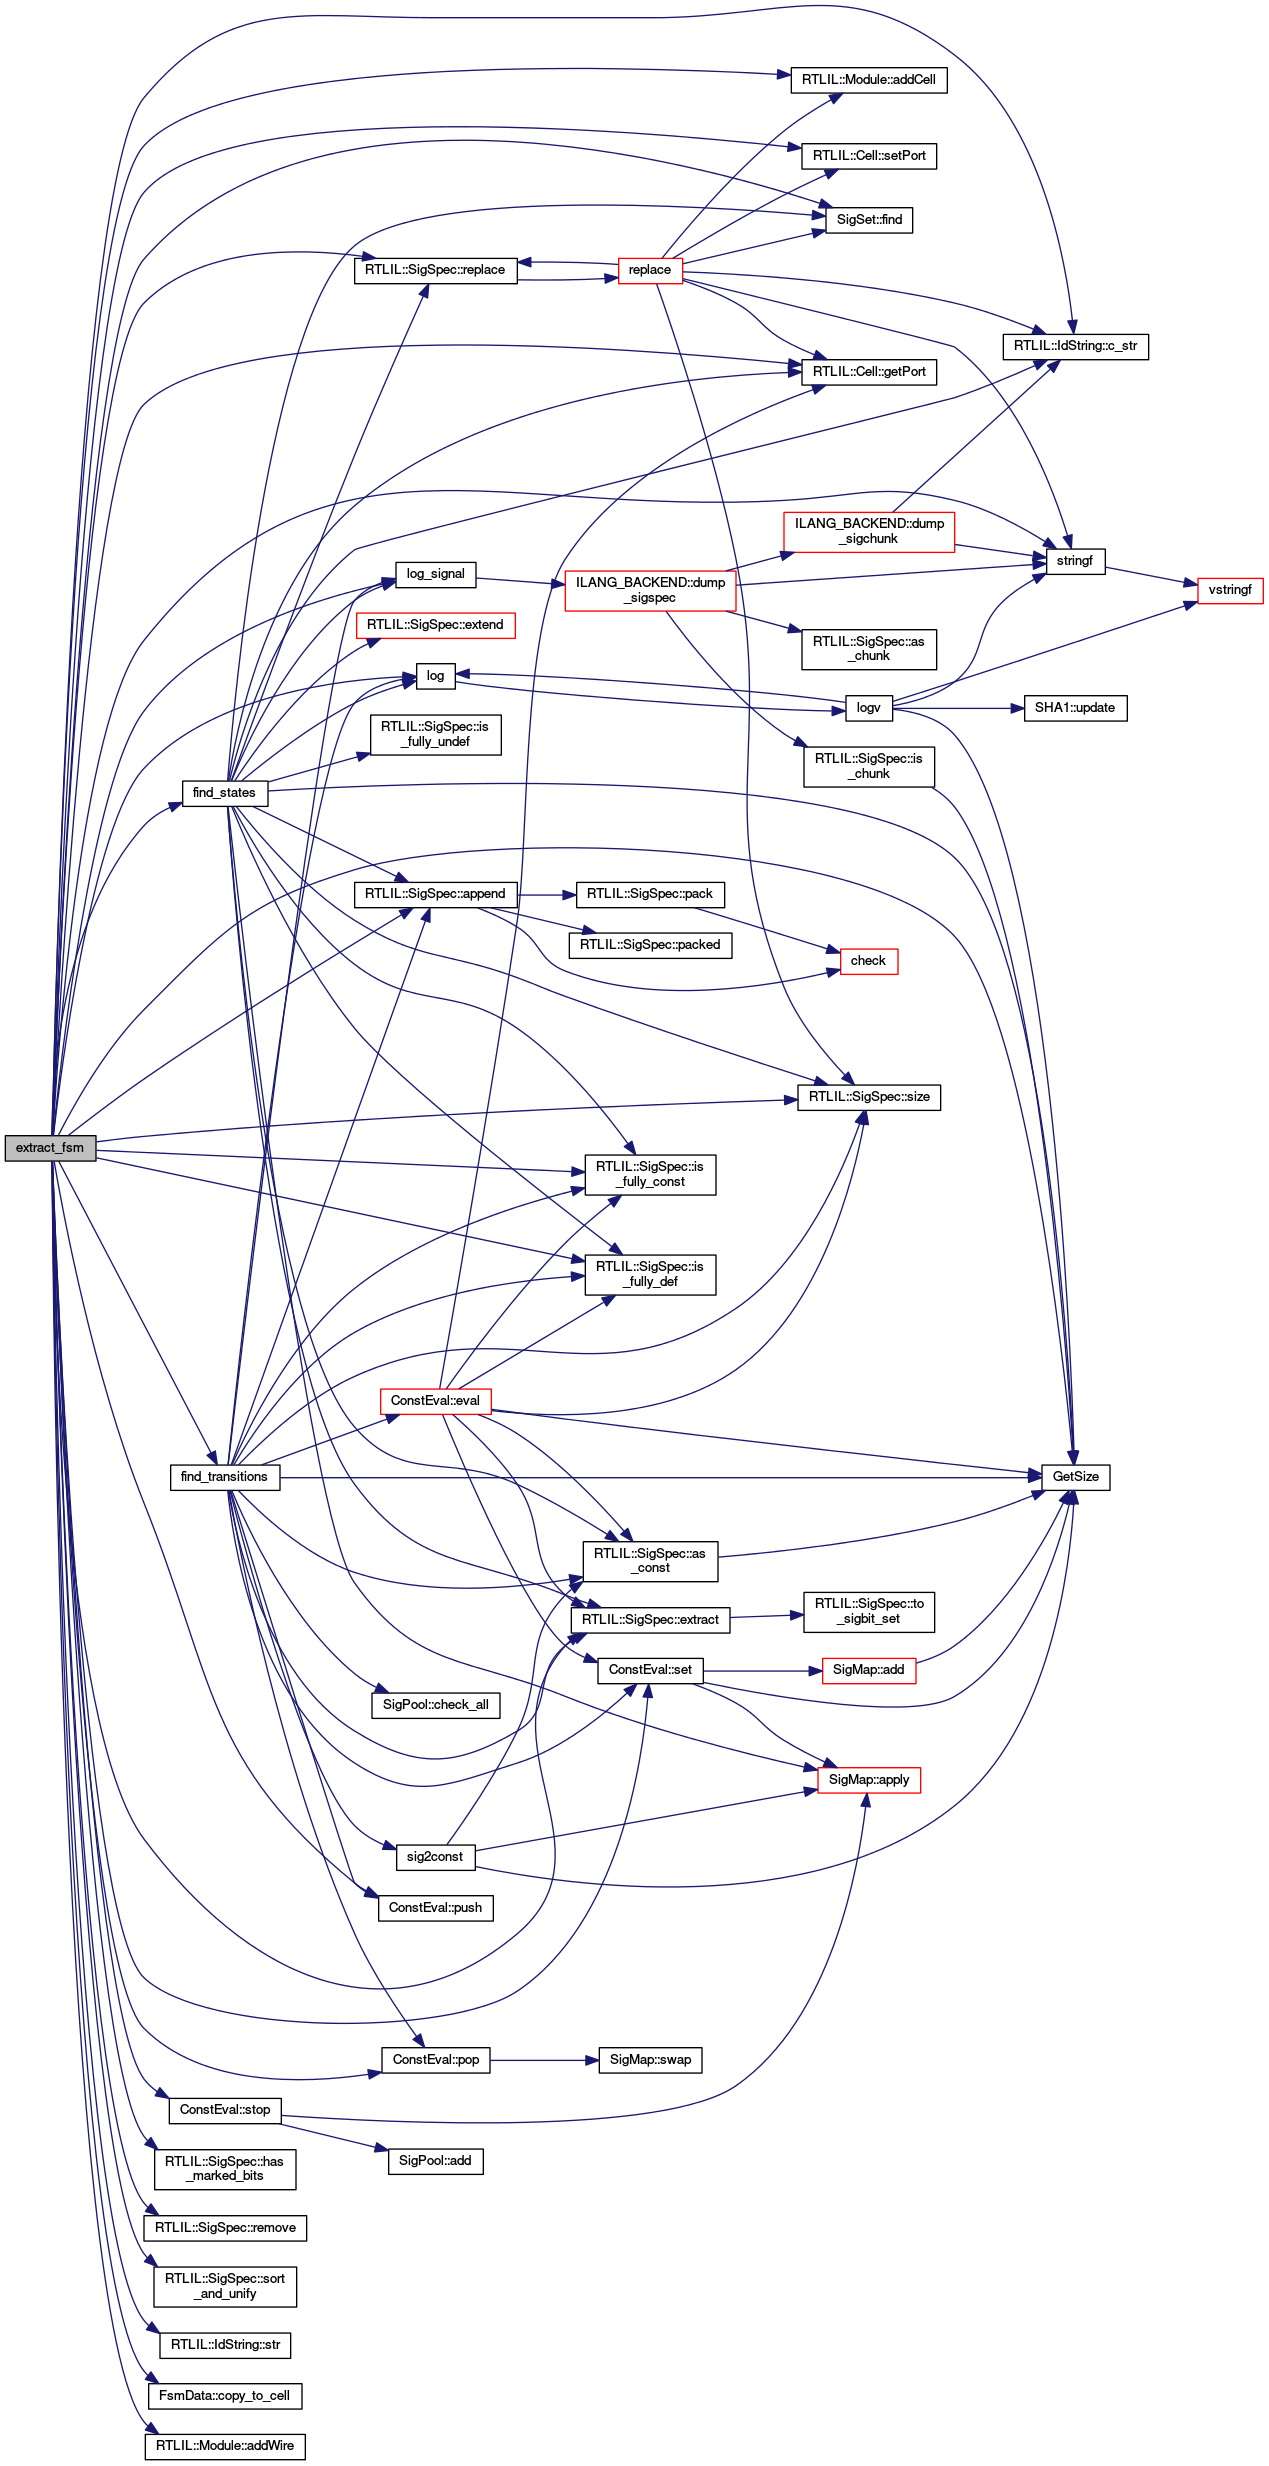 RTLIL::Module::addCell
RTLIL::Cell::setPort
SigSet::find
RTLIL::SigSpec::replace
replace
RTLIL::IdString::c_str
RTLIL::Cell::getPort
ILANG_BACKEND::dump
_sigchunk
stringf
log_signal
ILANG_BACKEND::dump
_sigspec
vstringf
RTLIL::SigSpec::extend
RTLIL::SigSpec::as
_chunk
log
logv
SHA1::update
RTLIL::SigSpec::is
_fully_undef
RTLIL::SigSpec::is
_chunk
find_states
RTLIL::SigSpec::append
RTLIL::SigSpec::pack
RTLIL::SigSpec::packed
check
RTLIL::SigSpec::size
extract_fsm
RTLIL::SigSpec::is
_fully_const
RTLIL::SigSpec::is
_fully_def
ConstEval::eval
find_transitions
GetSize
RTLIL::SigSpec::as
_const
RTLIL::SigSpec::extract
RTLIL::SigSpec::to
_sigbit_set
ConstEval::set
SigMap::add
SigPool::check_all
SigMap::apply
sig2const
ConstEval::push
ConstEval::pop
SigMap::swap
ConstEval::stop
SigPool::add
RTLIL::SigSpec::has
_marked_bits
RTLIL::SigSpec::remove
RTLIL::SigSpec::sort
_and_unify
RTLIL::IdString::str
FsmData::copy_to_cell
RTLIL::Module::addWire